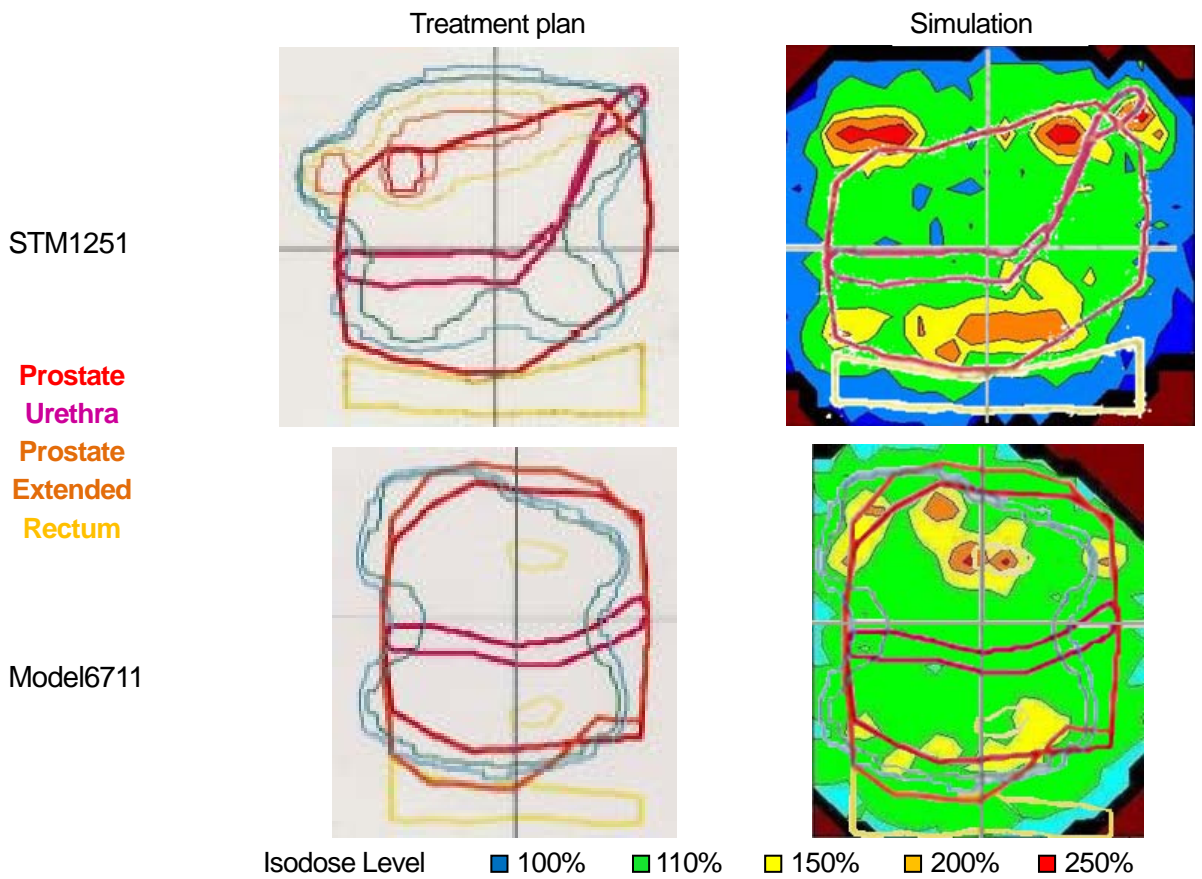 Treatment plan
Simulation
STM1251
Prostate
Urethra
Prostate
Extended
Rectum
Model6711
Isodose Level 100% 110% 150% 200% 250%